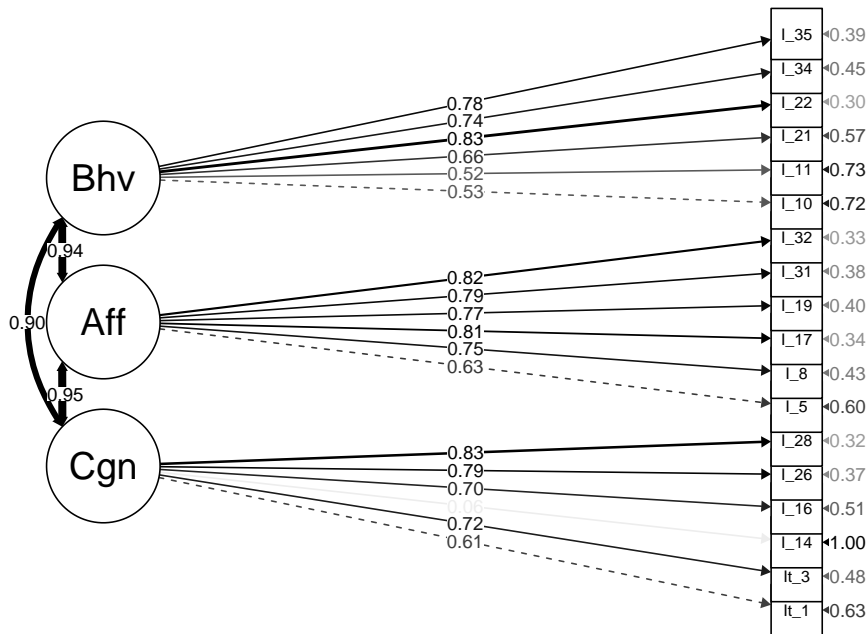 I_35
0.39
I_34
0.45
I_22
0.30
I_21
0.57
I_11
0.73
I_10
0.72
I_32
0.33
I_31
0.38
I_19
0.40
I_17
0.34
I_8
0.43
I_5
0.60
I_28
0.32
I_26
0.37
I_16
0.51
I_14
1.00
It_3
0.48
It_1
0.63
0.78
0.74
0.83
0.66
0.52
0.53
0.82
0.79
0.77
0.81
0.75
0.63
0.83
0.79
0.70
0.06
0.72
0.61
Bhv
0.94
Aff
0.90
0.95
Cgn